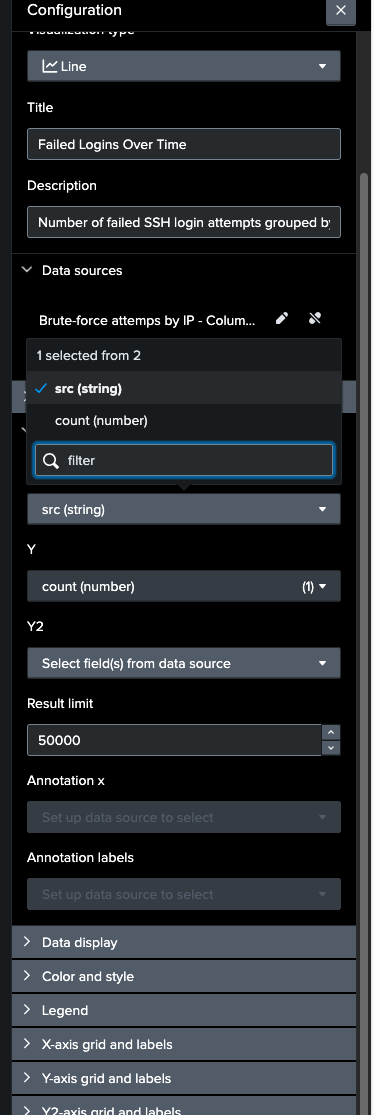 Configuration
Visualization type
Line
Title
Failed Logins Over Time
Description
Number of failed SSH login attempts grouped by
Data sources
Brute-force attemps by IP - Colum...
1 selected from 2
src (string)
count (number)
filter
src (string)
Y
count (number) (1)
Y2
Select field(s) from data source
Result limit
50000
Annotation x
Set up data source to select
Annotation labels
Set up data source to select
Data display
Color and style
Legend
X-axis grid and labels
Y-axis grid and labels
Y2-axis grid and labels